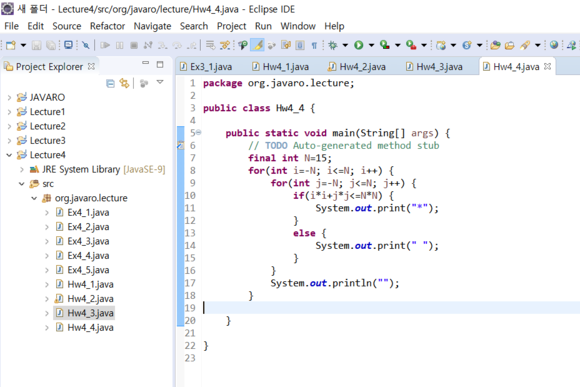 새 폴더 - Lecture4/src/org/javaro/lecture/Hw4_4.java - Eclipse IDE
File Edit Source Refactor Navigate Search Project Run Window Help
Project Explorer
Ex3_1.java Hw4_1.java Hw4_2.java Hw4_3.java Hw4_4.java
JAVARO
Lecture1
Lecture2
Lecture3
Lecture4
JRE System Library [JavaSE-9]
src
org.javaro.lecture
Ex4_1.java
Ex4_2.java
Ex4_3.java
Ex4_4.java
Ex4_5.java
Hw4_1.java
Hw4_2.java
Hw4_3.java
Hw4_4.java
1 package org.javaro.lecture;
2
3 public class Hw4_4 {
4
5 public static void main(String[] args) {
6 // TODO Auto-generated method stub
7 final int N=15;
8 for(int i=-N; i<=N; i++) {
9 for(int j=-N; j<=N; j++) {
10 if(i*i+j*j<=N*N) {
11 System.out.print("*");
12 }
13 else {
14 System.out.print(" ");
15 }
16 }
17 System.out.println("");
18 }
19
20 }
21
22 }
23